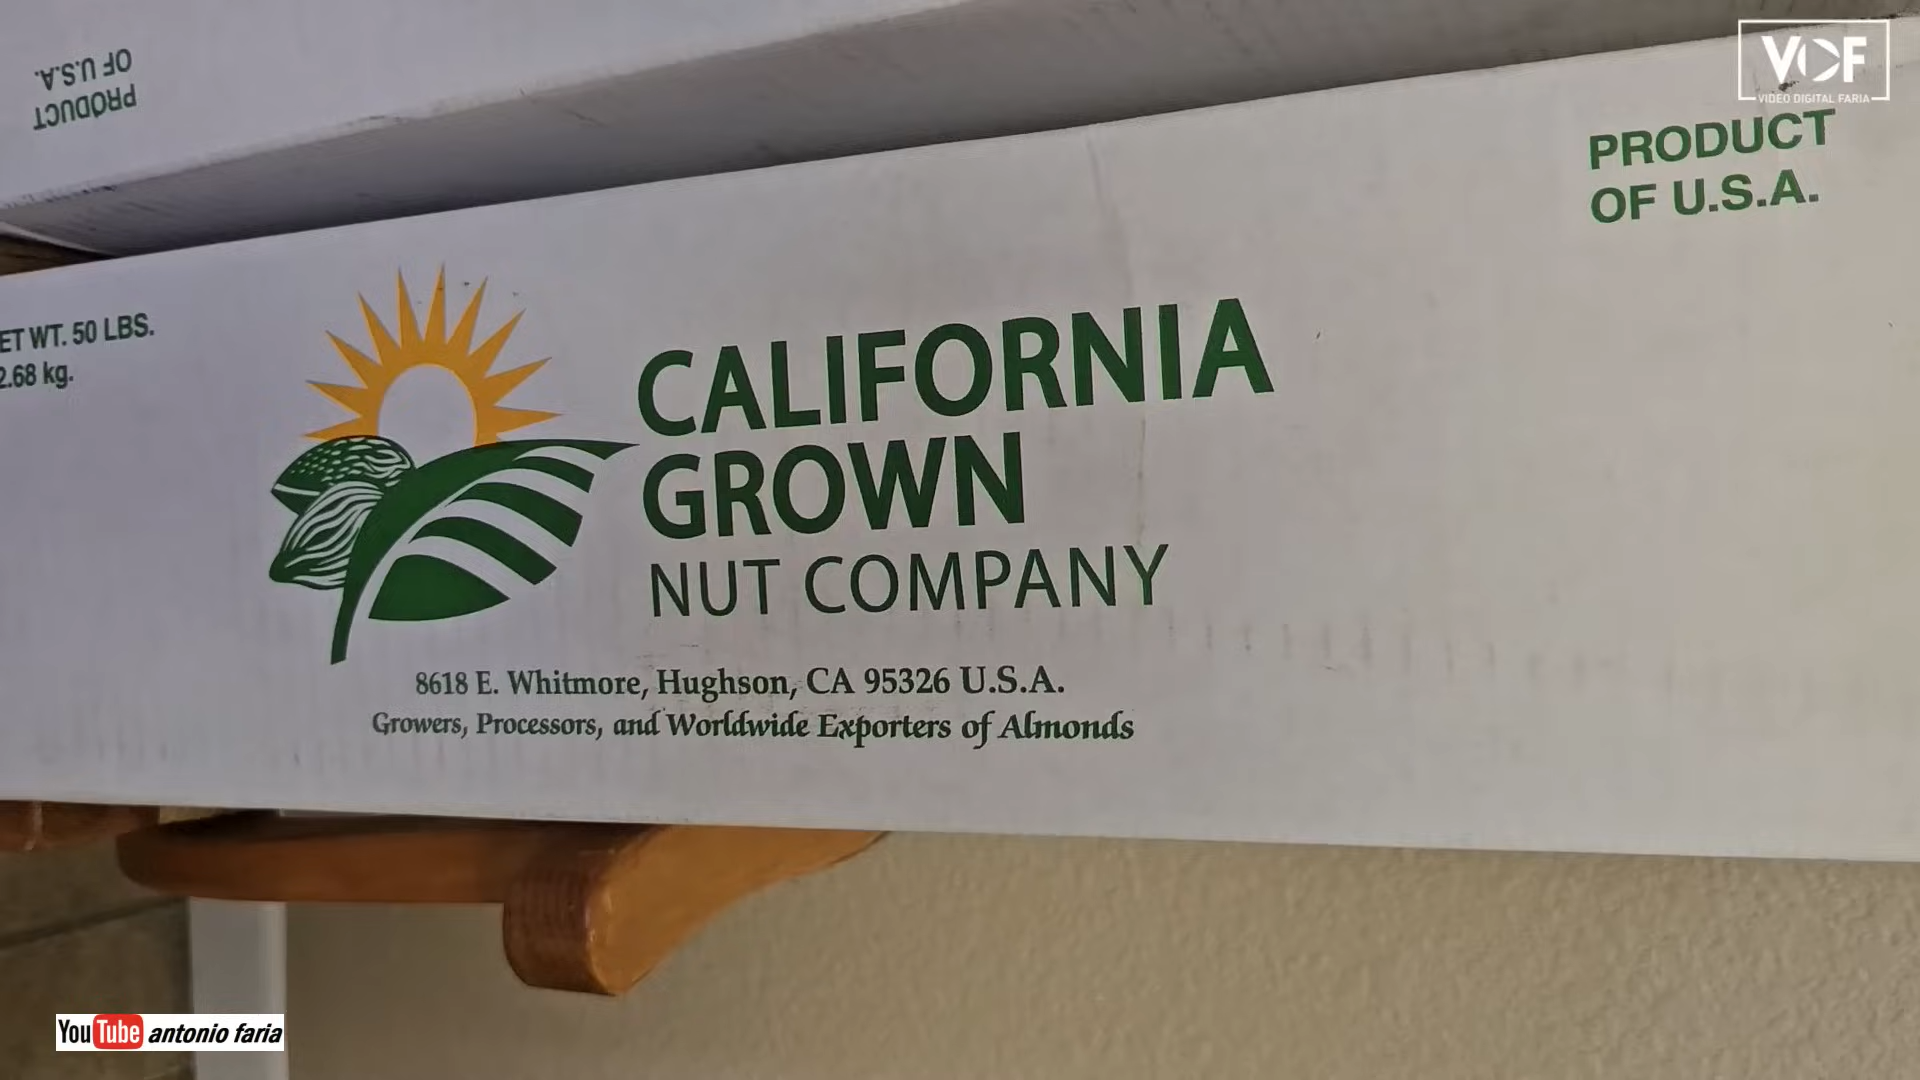 PRODUCT
OF U.S.A.
VDF
VIDEO DIGITAL FARIA
PRODUCT
OF U.S.A.
ET WT. 50 LBS.
2.68 kg.
CALIFORNIA
GROWN
NUT COMPANY
8618 E. Whitmore, Hughson, CA 95326 U.S.A.
Growers, Processors, and Worldwide Exporters of Almonds
YouTube antonio faria